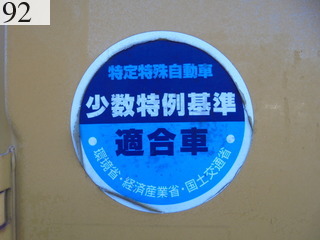 92
特定特殊自動車
少数特例基準
適合車
環境省・経済産業省・国土交通省